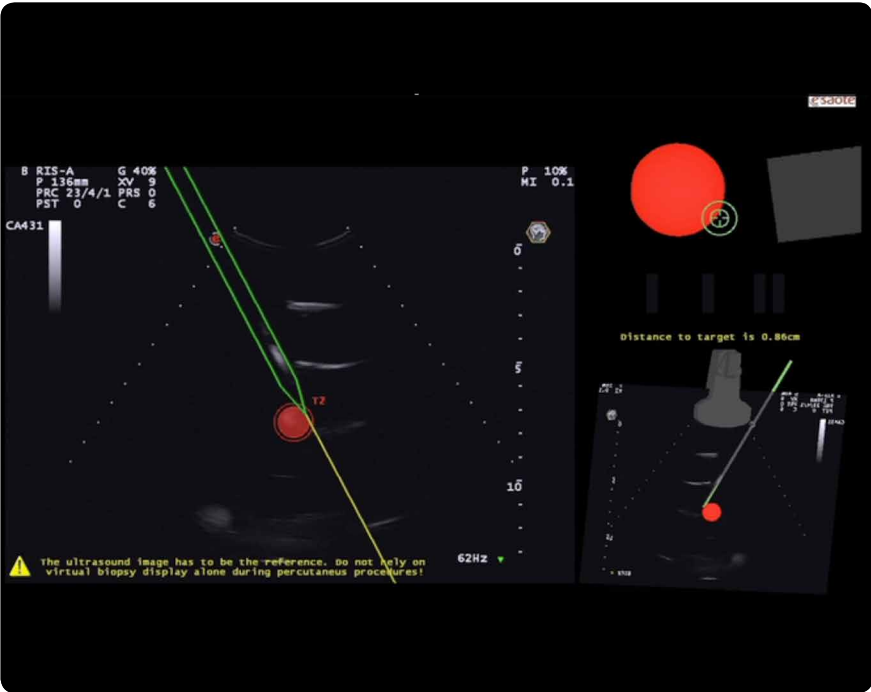 esaote
B RIS-A G 40% P 10%
P 136mm XV 9 MI 0.1
PRC 23/4/1 PRS 0
PST 0 C 6
CA431
0
5
T2
10
62Hz
The ultrasound image has to be the reference. Do not rely on
virtual biopsy display alone during percutaneus procedures!
Distance to target is 0.86cm